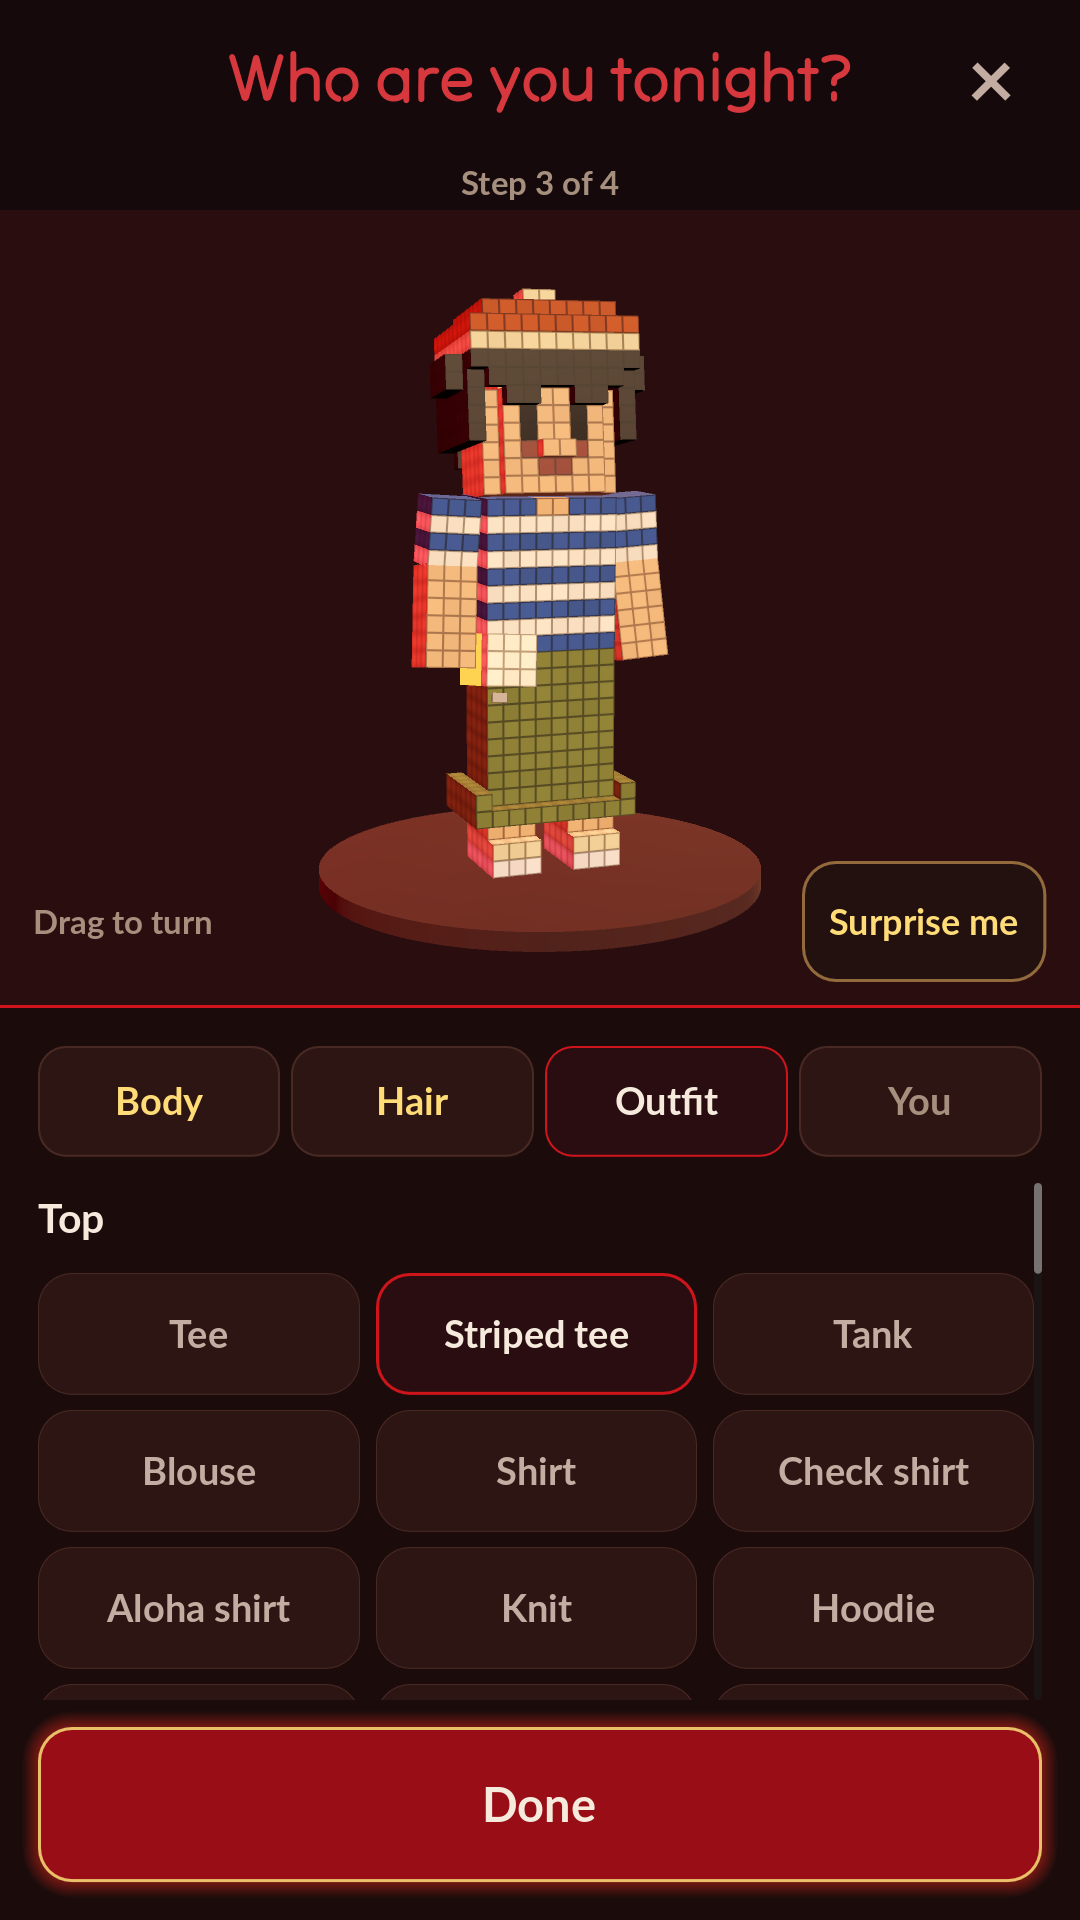 Who are you tonight?
Step 3 of 4
Drag to turn
Surprise me
Body
Hair
Outfit
You
Top
Tee
Striped tee
Tank
Blouse
Shirt
Check shirt
Aloha shirt
Knit
Hoodie
Done